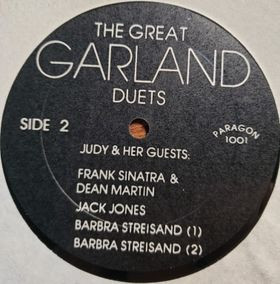 THE GREAT
GARLAND
DUETS
SIDE 2
PARAGON
1001
JUDY & HER GUESTS:
FRANK SINATRA &
DEAN MARTIN
JACK JONES
BARBRA STREISAND (1)
BARBRA STREISAND (2)